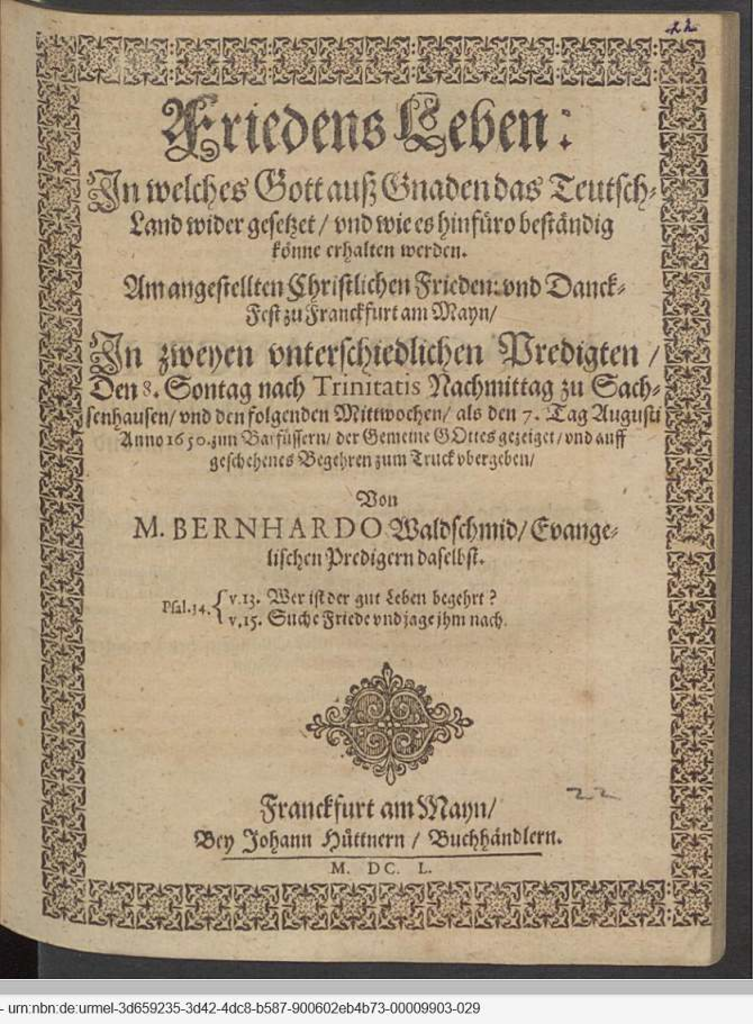 22
Friedens Leben:
In welches Gott auß Gnaden das Teutsch-
Land wider gesetzet / vnd wie es hinfüro beständig
könne erhalten werden.
Am angestellten Christlichen Frieden: vnd Danck-
Fest zu Franckfurt am Mayn/
In zweyen vnterschiedlichen Predigten /
Den 8. Sontag nach Trinitatis Nachmittag zu Sach-
senhausen/ vnd den folgenden Mittwochen/ als den 7. Tag Augusti
Anno 1650. zun Barfüssern/ der Gemeine GOttes gezeiget/ vnd auff
geschehenes Begehren zum Truck vbergeben/
Von
M. BERNHARDO Waldschmid/ Evange-
lischen Predigern daselbst.
Psal. 34. { v. 13. Wer ist der gut Leben begehrt?
v. 15. Suche Friede vnd jage jhm nach.
22
Franckfurt am Mayn/
Bey Johann Hüttnern / Buchhändlern.
M. DC. L.
- urn:nbn:de:urmel-3d659235-3d42-4dc8-b587-900602eb4b73-00009903-029